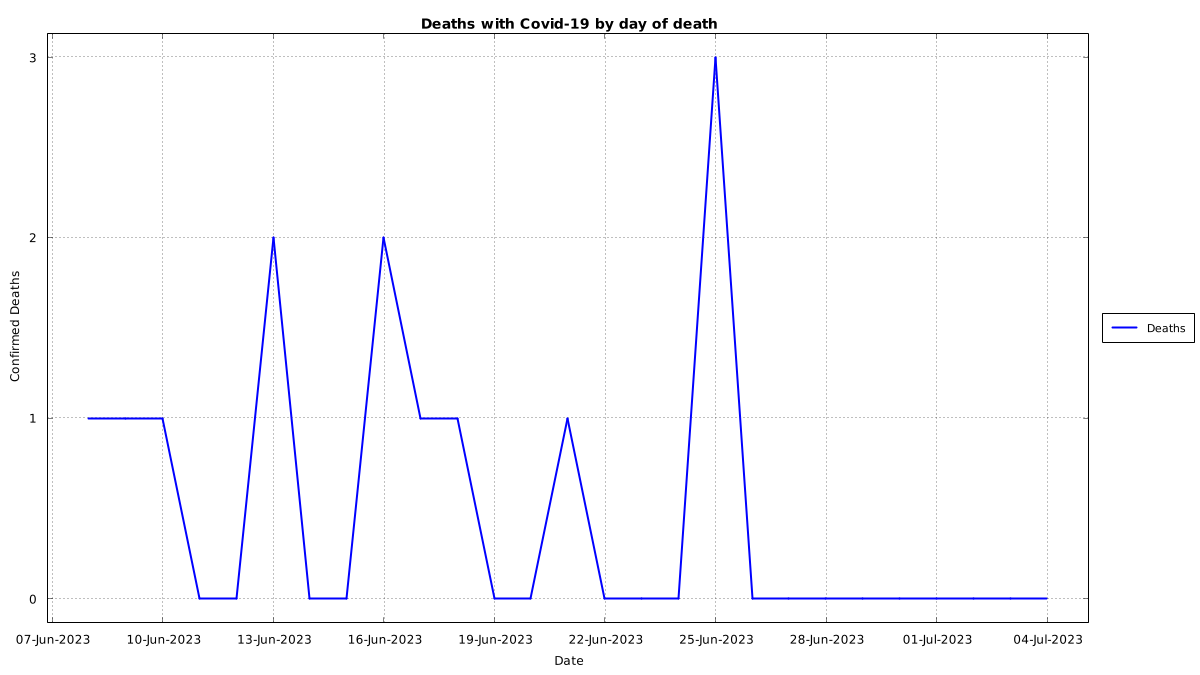 Deaths with Covid-19 by day of death
3
2
1
0
Confirmed Deaths
Deaths
07-Jun-2023 10-Jun-2023 13-Jun-2023 16-Jun-2023 19-Jun-2023 22-Jun-2023 25-Jun-2023 28-Jun-2023 01-Jul-2023 04-Jul-2023
Date